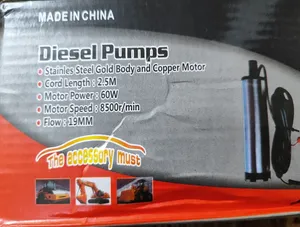 MADE IN CHINA
Diesel Pumps
• Stainles Steel Gold Body and Copper Motor
• Cord Length : 2.5M
• Motor Power : 60W
• Motor Speed : 8500r/min
• Flow : 19MM
The accessory must